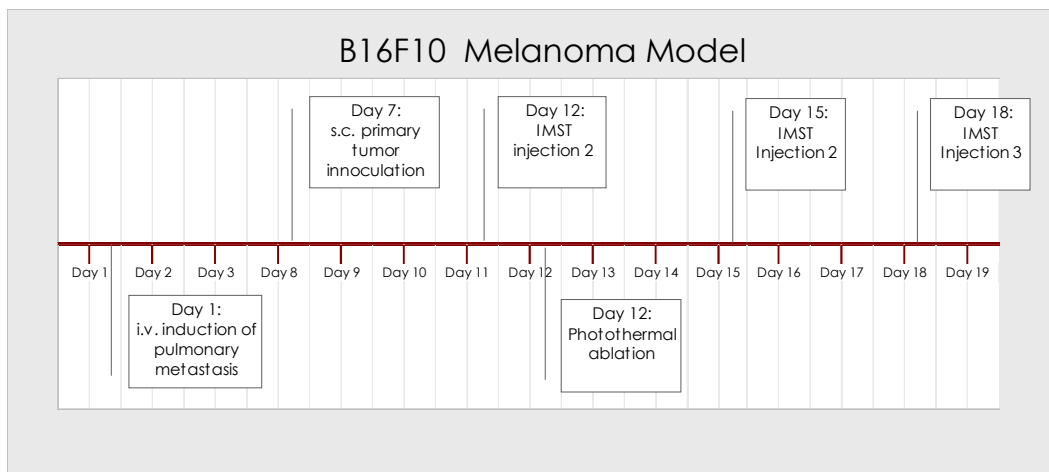 B16F10 Melanoma Model
Day 7:
s.c. primary
tumor
innoculation
Day 12:
IMST
injection 2
Day 15:
IMST
Injection 2
Day 18:
IMST
Injection 3
Day 1
Day 2
Day 3
Day 8
Day 9
Day 10
Day 11
Day 12
Day 13
Day 14
Day 15
Day 16
Day 17
Day 18
Day 19
Day 1:
i.v. induction of
pulmonary
metastasis
Day 12:
Photothermal
ablation